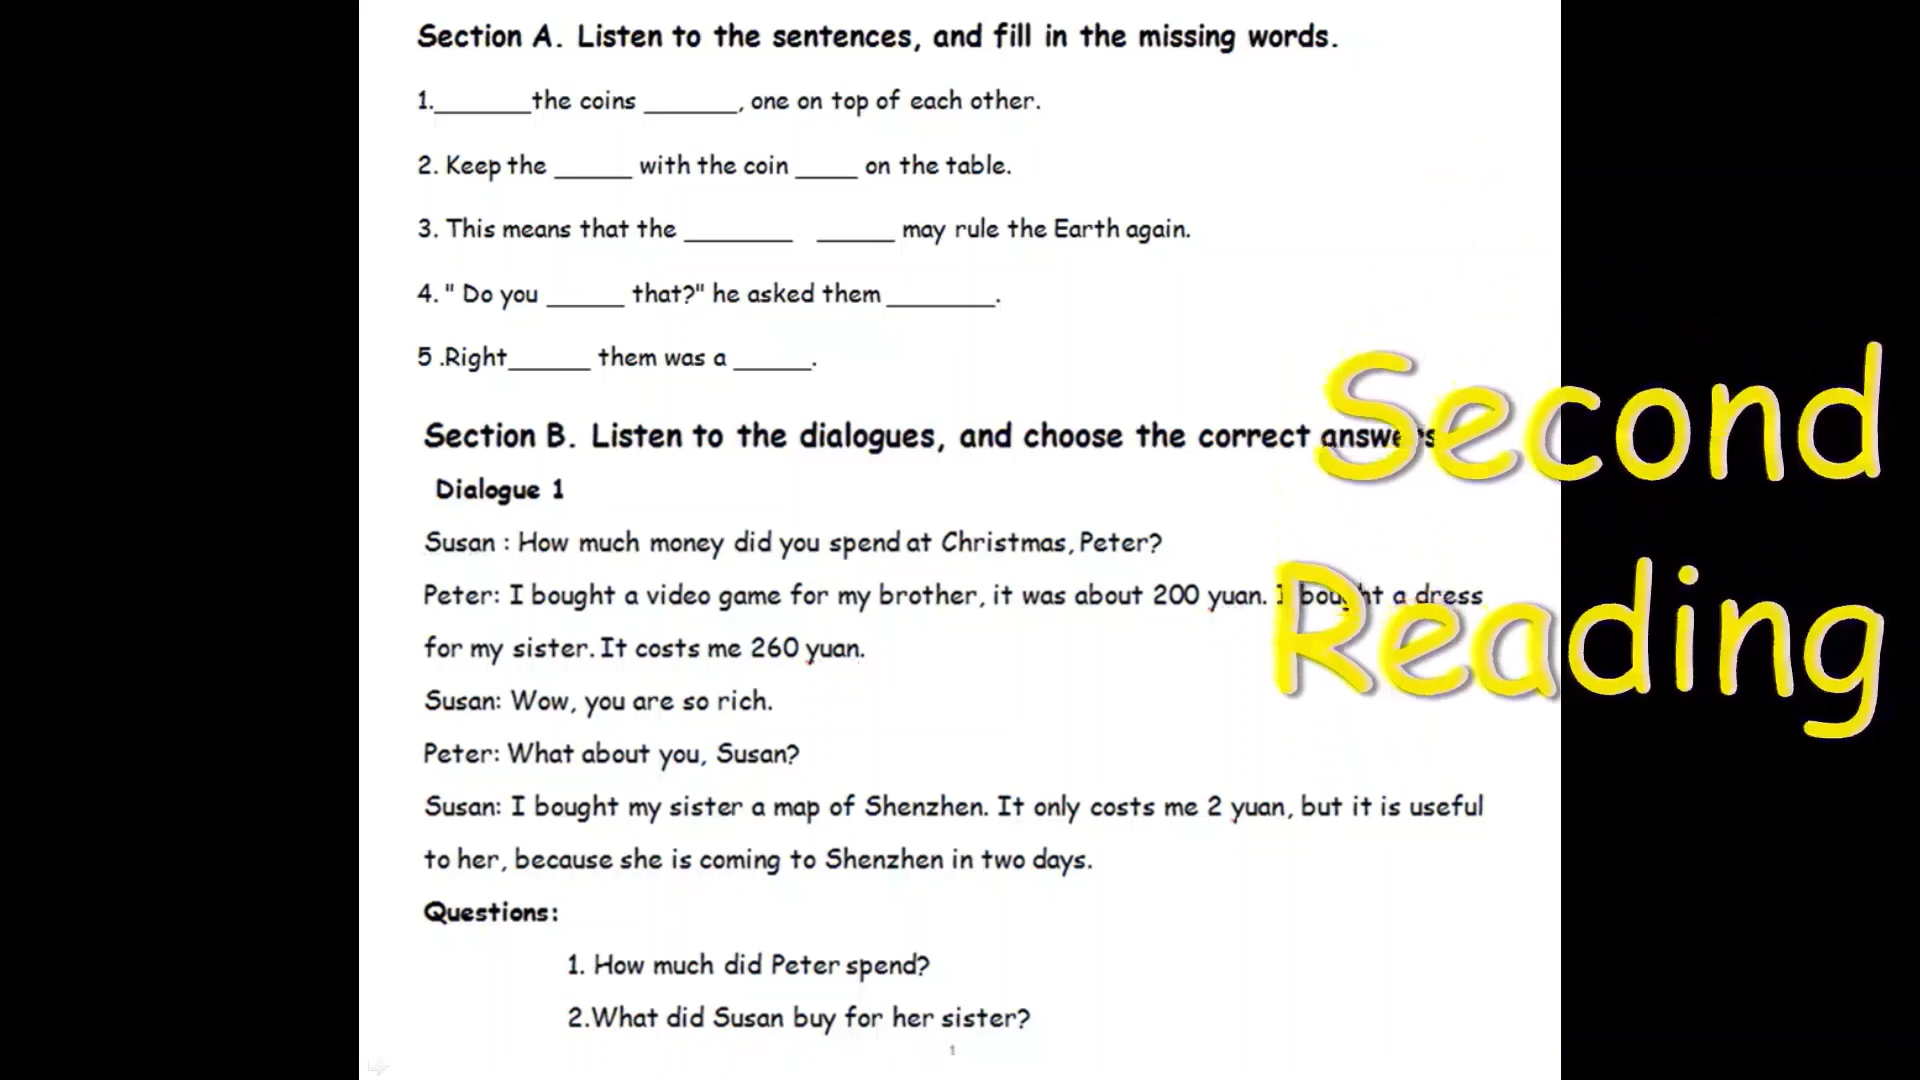 Section A. Listen to the sentences, and fill in the missing words.
1._______the coins _______, one on top of each other.
2. Keep the ______ with the coin _____ on the table.
3. This means that the ________ ______ may rule the Earth again.
4. " Do you ______ that?" he asked them ________.
5 .Right______ them was a ______.
Section B. Listen to the dialogues, and choose the correct answers
Dialogue 1
Susan : How much money did you spend at Christmas, Peter?
Peter: I bought a video game for my brother, it was about 200 yuan. I bought a dress
for my sister. It costs me 260 yuan.
Susan: Wow, you are so rich.
Peter: What about you, Susan?
Susan: I bought my sister a map of Shenzhen. It only costs me 2 yuan, but it is useful
to her, because she is coming to Shenzhen in two days.
Questions:
1. How much did Peter spend?
2.What did Susan buy for her sister?
1
Second
Reading